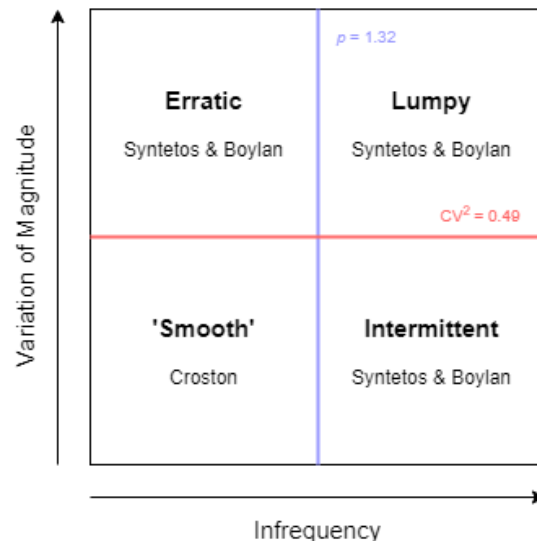 p = 1.32
Erratic
Lumpy
Syntetos & Boylan
Syntetos & Boylan
CV² = 0.49
Variation of Magnitude
'Smooth'
Intermittent
Croston
Syntetos & Boylan
Infrequency